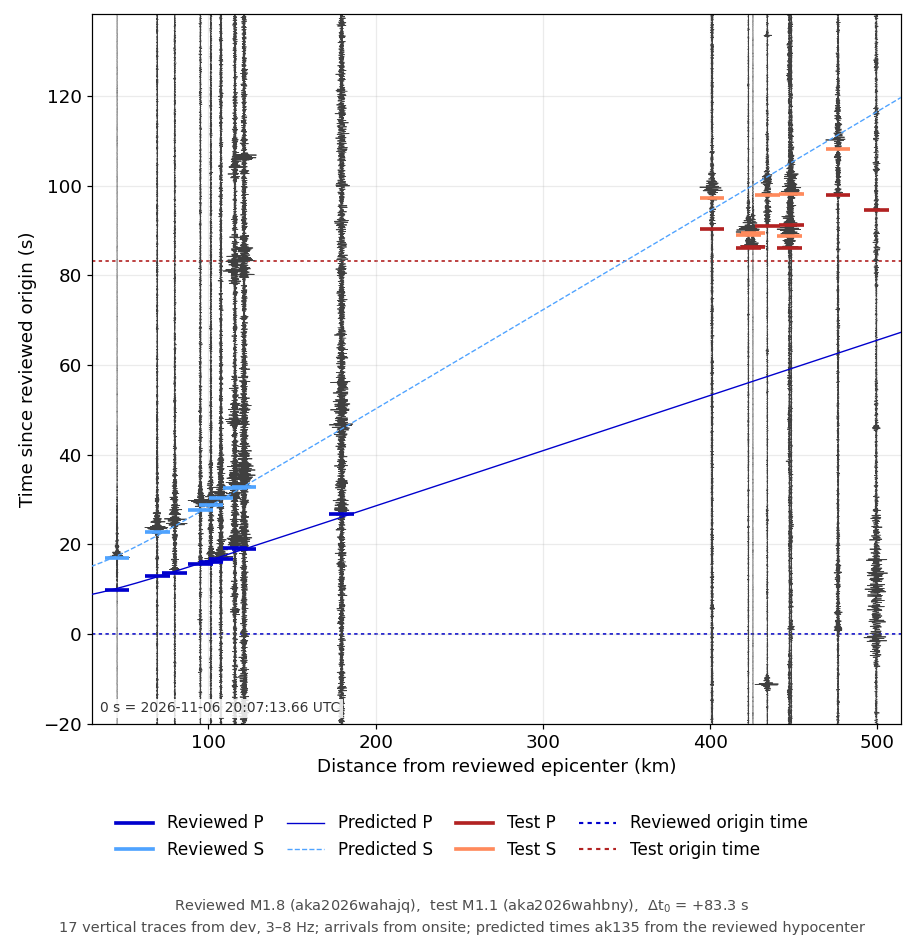 Time since reviewed origin (s)
120
100
80
60
40
20
0
−20
0 s = 2026-11-06 20:07:13.66 UTC
100
200
300
400
500
Distance from reviewed epicenter (km)
Reviewed P
Predicted P
Test P
Reviewed origin time
Reviewed S
Predicted S
Test S
Test origin time
Reviewed M1.8 (aka2026wahajq),  test M1.1 (aka2026wahbny),  Δt₀ = +83.3 s
17 vertical traces from dev, 3–8 Hz; arrivals from onsite; predicted times ak135 from the reviewed hypocenter